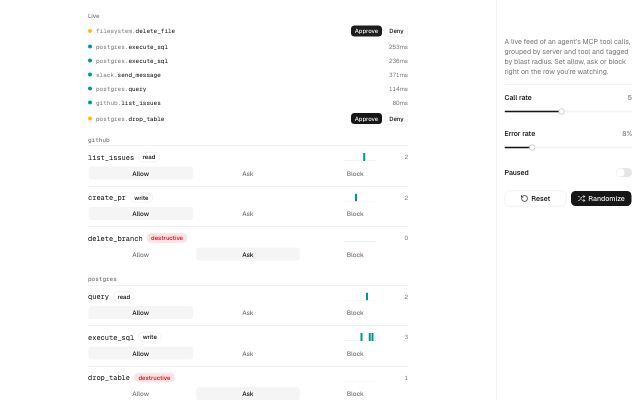 Live
filesystem.delete_file Approve Deny
postgres.execute_sql 253ms
postgres.execute_sql 236ms
slack.send_message 371ms
postgres.query 114ms
github.list_issues 80ms
postgres.drop_table Approve Deny
github
list_issues read 2
Allow Ask Block
create_pr write 2
Allow Ask Block
delete_branch destructive 0
Allow Ask Block
postgres
query read 2
Allow Ask Block
execute_sql write 3
Allow Ask Block
drop_table destructive 1
Allow Ask Block
A live feed of an agent's MCP tool calls,
grouped by server and tool and tagged
by blast radius. Set allow, ask or block
right on the row you're watching.
Call rate 5
Error rate 8%
Paused
Reset Randomize